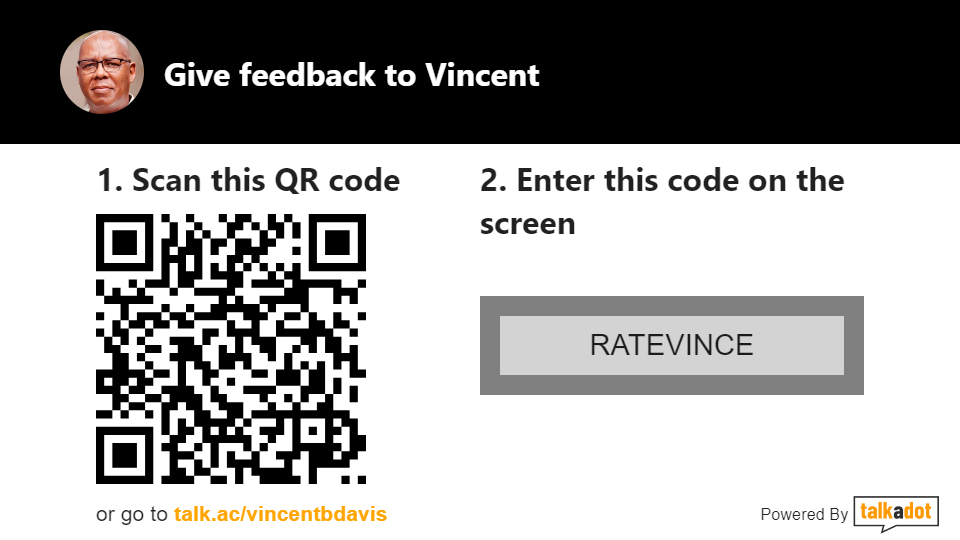 Give feedback to Vincent
1. Scan this QR code
2. Enter this code on the
screen
RATEVINCE
or go to talk.ac/vincentbdavis
Powered By talkadot